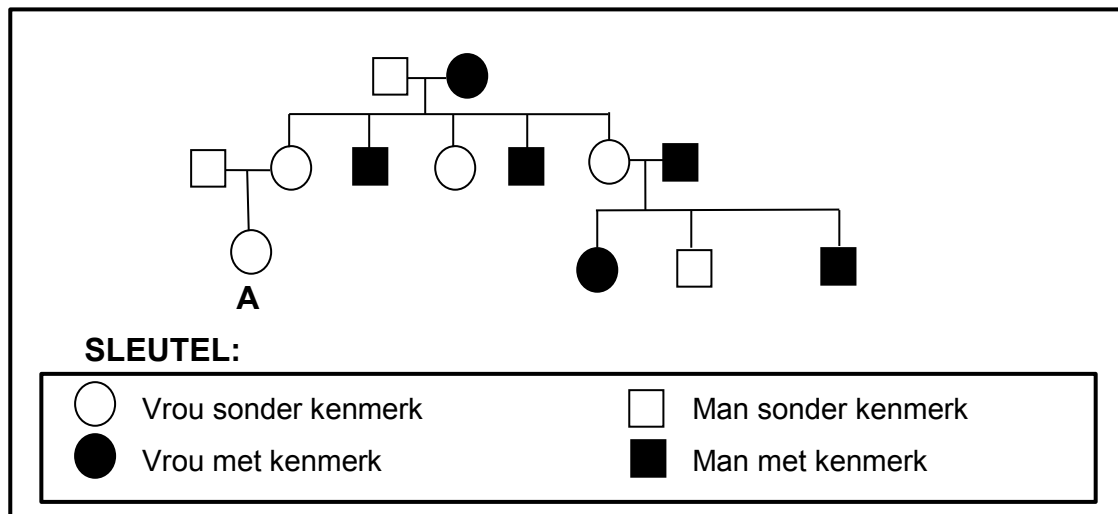 A
SLEUTEL:
Vrou sonder kenmerk Man sonder kenmerk
Vrou met kenmerk Man met kenmerk